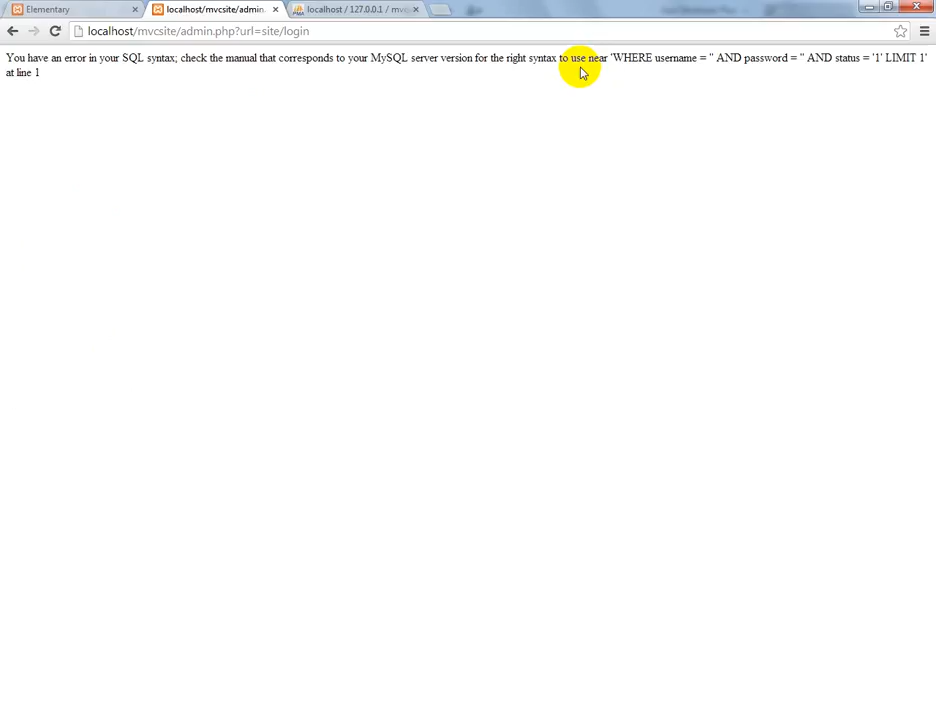 Elementary
localhost/mvcsite/admin.
localhost / 127.0.0.1 / mv
localhost/mvcsite/admin.php?url=site/login
You have an error in your SQL syntax; check the manual that corresponds to your MySQL server version for the right syntax to use near 'WHERE username = '' AND password = '' AND status = '1' LIMIT 1'
at line 1